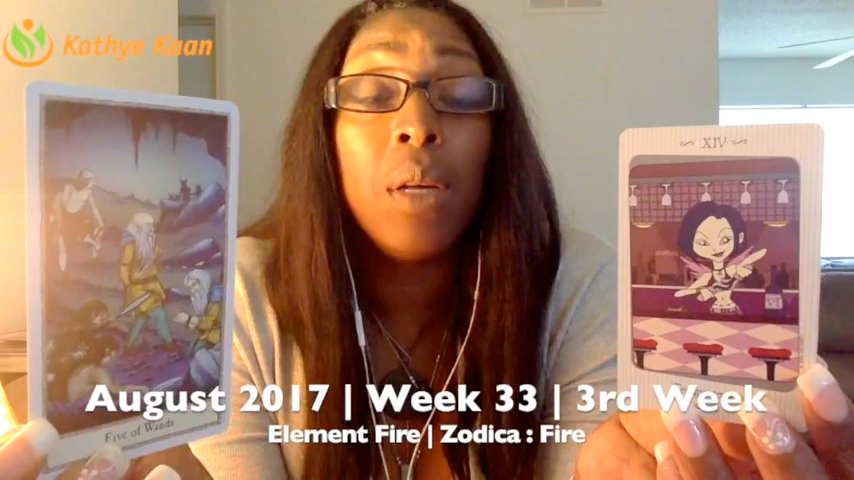 Kathye Kaan
XIV
Five of Wands
August 2017 | Week 33 | 3rd Week
Element Fire | Zodica : Fire